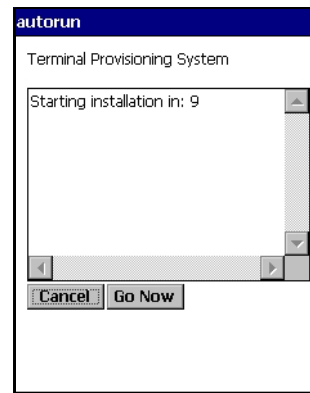 autorun
Terminal Provisioning System
Starting installation in: 9
Cancel Go Now